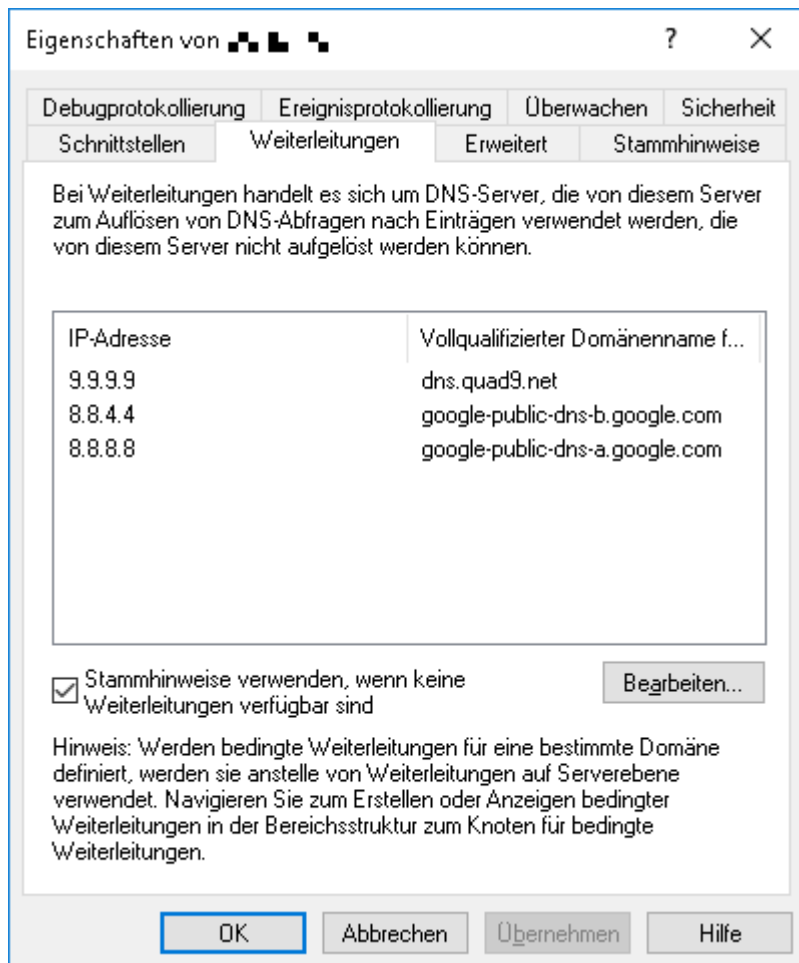 Eigenschaften von
?
Debugprotokollierung Ereignisprotokollierung Überwachen Sicherheit
Schnittstellen Weiterleitungen Erweitert Stammhinweise
Bei Weiterleitungen handelt es sich um DNS-Server, die von diesem Server
zum Auflösen von DNS-Abfragen nach Einträgen verwendet werden, die
von diesem Server nicht aufgelöst werden können.
IP-Adresse Vollqualifizierter Domänenname f...
9.9.9.9 dns.quad9.net
8.8.4.4 google-public-dns-b.google.com
8.8.8.8 google-public-dns-a.google.com
Stammhinweise verwenden, wenn keine
Weiterleitungen verfügbar sind
Bearbeiten...
Hinweis: Werden bedingte Weiterleitungen für eine bestimmte Domäne
definiert, werden sie anstelle von Weiterleitungen auf Serverebene
verwendet. Navigieren Sie zum Erstellen oder Anzeigen bedingter
Weiterleitungen in der Bereichsstruktur zum Knoten für bedingte
Weiterleitungen.
OK Abbrechen Übernehmen Hilfe